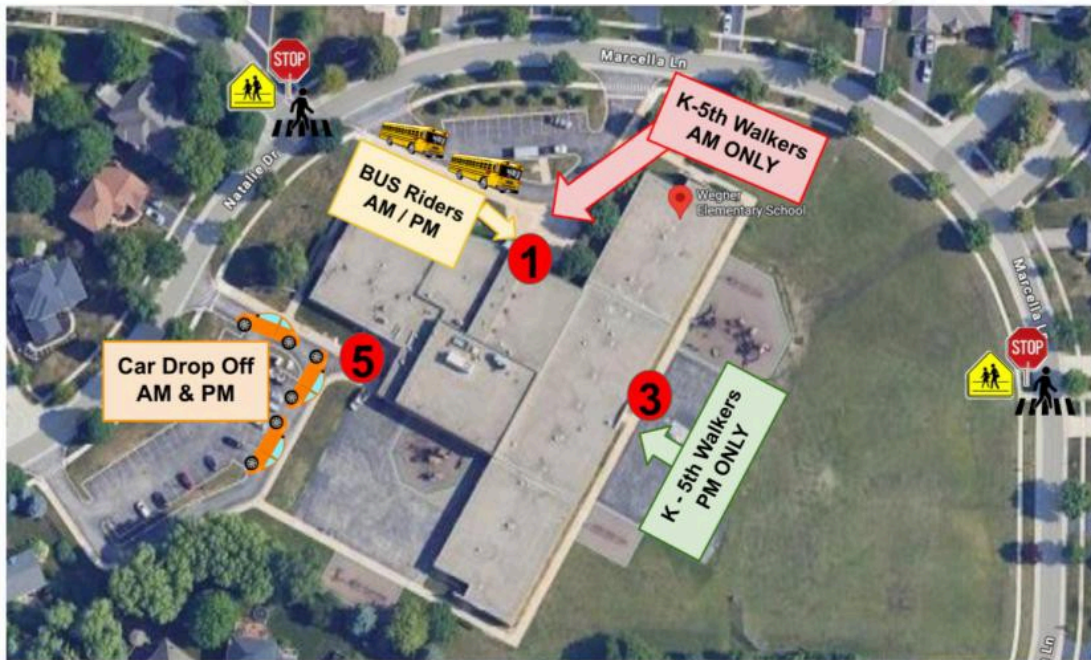 STOP
Marcella Ln
K-5th Walkers
AM ONLY
Natalie Dr
BUS Riders
AM / PM
Wegner
Elementary School
1
Marcella Ln
STOP
Car Drop Off
AM & PM
5
3
K - 5th Walkers
PM ONLY
Ln